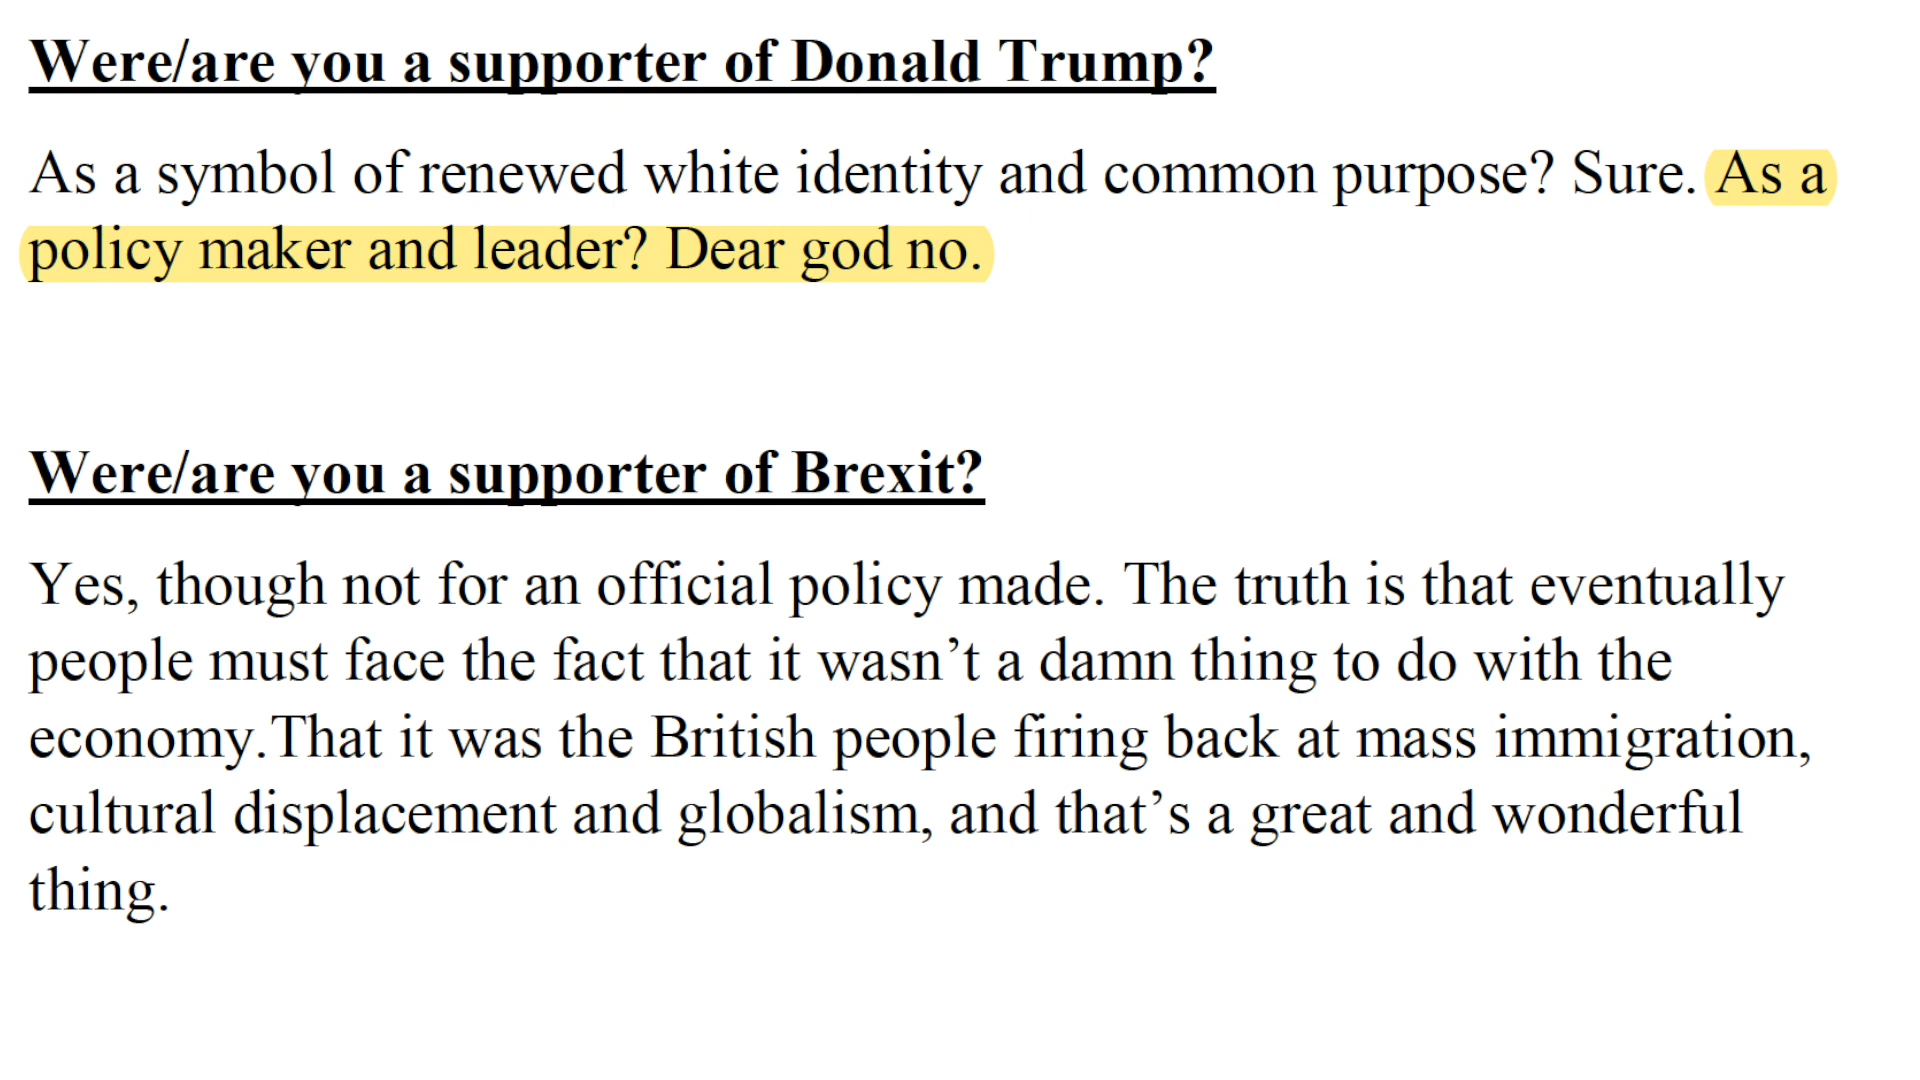 Were/are you a supporter of Donald Trump?
As a symbol of renewed white identity and common purpose? Sure. As a
policy maker and leader? Dear god no.
Were/are you a supporter of Brexit?
Yes, though not for an official policy made. The truth is that eventually
people must face the fact that it wasn’t a damn thing to do with the
economy.That it was the British people firing back at mass immigration,
cultural displacement and globalism, and that’s a great and wonderful
thing.